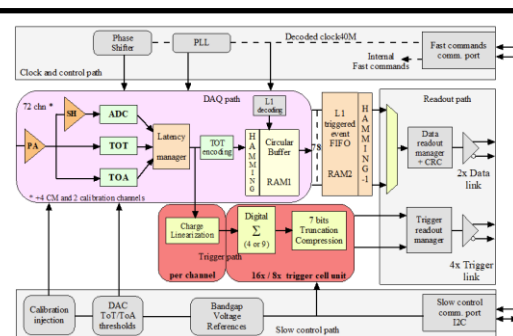 Phase
Shifter
PLL
Decoded clock40M
Internal
Fast commands
Fast commands
comm. port
Clock and control path
72 chn *
DAQ path
L1
decoding
SH
PA
ADC
TOT
TOA
Latency
manager
TOT
encoding
HAMMING
Circular
Buffer
RAM1
78
L1
triggered
event
FIFO
RAM2
HAMMING-1
Readout path
Data
readout
manager
+ CRC
2x Data
link
* +4 CM and 2 calibration channels
Charge
Linearization
Digital
Σ
(4 or 9)
7 bits
Truncation
Compression
Trigger path
per channel
16x / 8x trigger cell unit
Trigger
readout
manager
4x Trigger
link
Calibration
injection
DAC
ToT/ToA
thresholds
Bandgap
Voltage
References
Slow control
comm. port
I2C
Slow control path